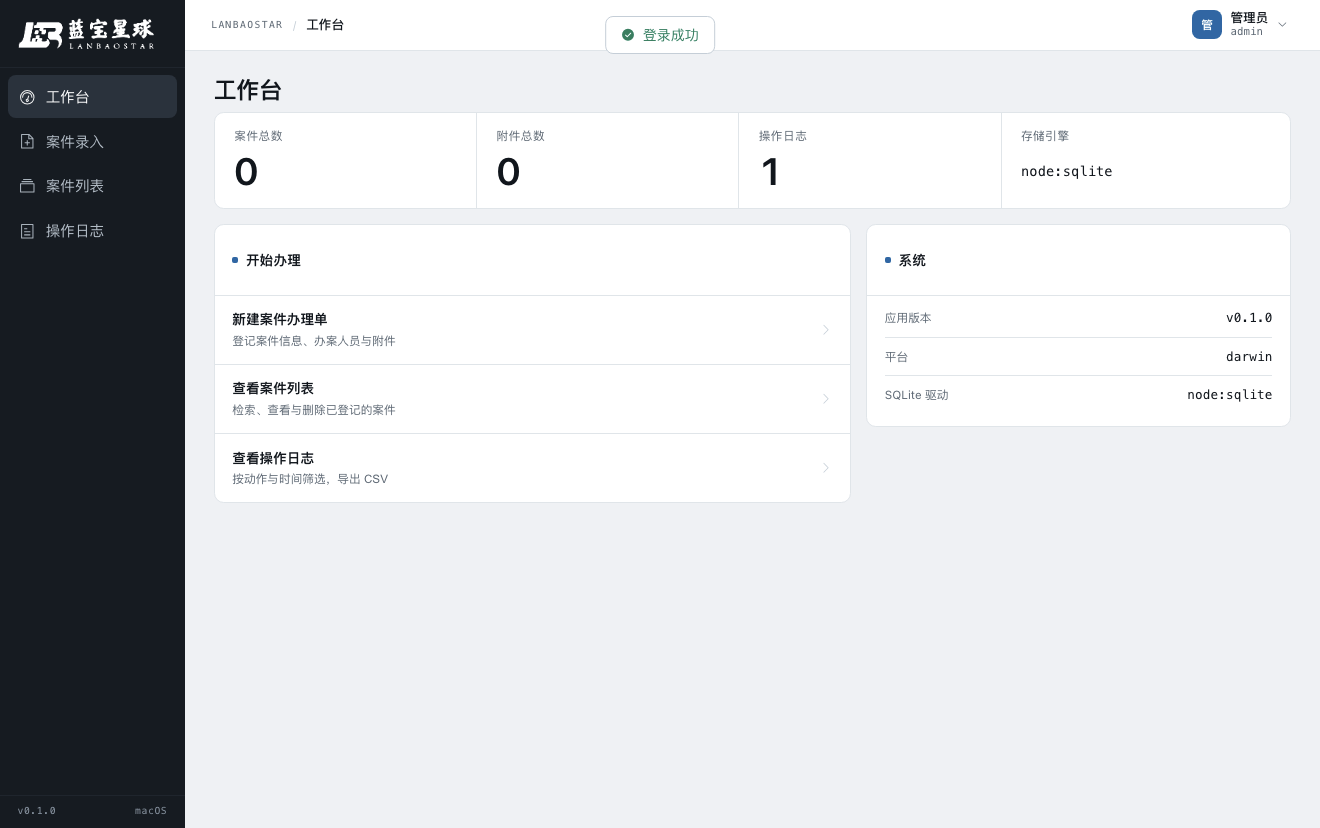 蓝宝星球
LANBAOSTAR
工作台
案件录入
案件列表
操作日志
v0.1.0
macOS
LANBAOSTAR / 工作台
登录成功
管
管理员
admin
工作台
案件总数
0
附件总数
0
操作日志
1
存储引擎
node:sqlite
开始办理
新建案件办理单
登记案件信息、办案人员与附件
查看案件列表
检索、查看与删除已登记的案件
查看操作日志
按动作与时间筛选，导出 CSV
系统
应用版本
v0.1.0
平台
darwin
SQLite 驱动
node:sqlite